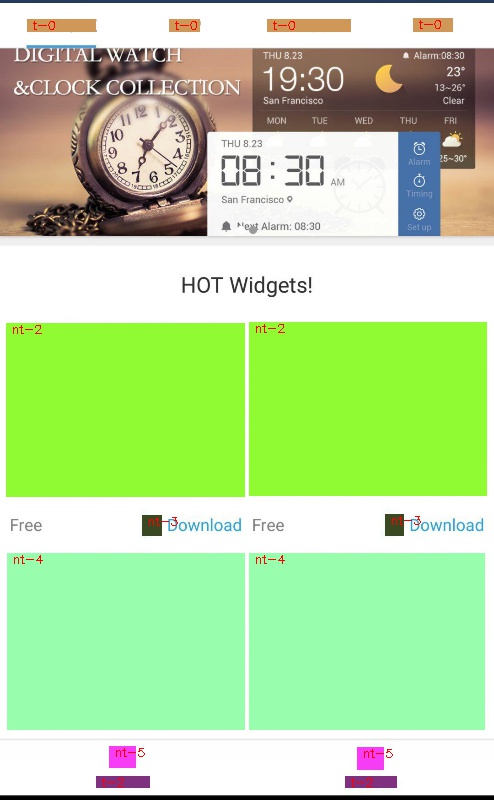 t-0 t-0 t-0 t-0
DIGITAL WATCH
&CLOCK COLLECTION
THU 8.23 Alarm:08:30
19:30 23°
13~26°
San Francisco Clear
MON TUE WED THU FRI
THU 8.23
25~30°
08:30 AM
Alarm
San Francisco
Timing
Next Alarm: 08:30
Set up
HOT Widgets!
nt-2 nt-2
Free nt-3 Download Free nt-3 Download
nt-4 nt-4
nt-5 nt-5